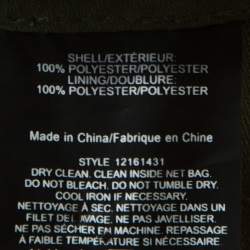 SHELL/EXTÉRIEUR:
100% POLYESTER/POLYESTER
LINING/DOUBLURE:
100% POLYESTER/POLYESTER
Made in China/Fabrique en Chine
STYLE 12161431
DRY CLEAN. CLEAN INSIDE NET BAG.
DO NOT BLEACH. DO NOT TUMBLE DRY.
COOL IRON IF NECESSARY.
NETTOYAGE À SEC. NETTOYAGE DANS UN
FILET DE LAVAGE. NE PAS JAVELLISER.
NE PAS SÉCHER EN MACHINE. REPASSAGE
À FAIBLE TEMPÉRATURE SI NÉCESSAIRE